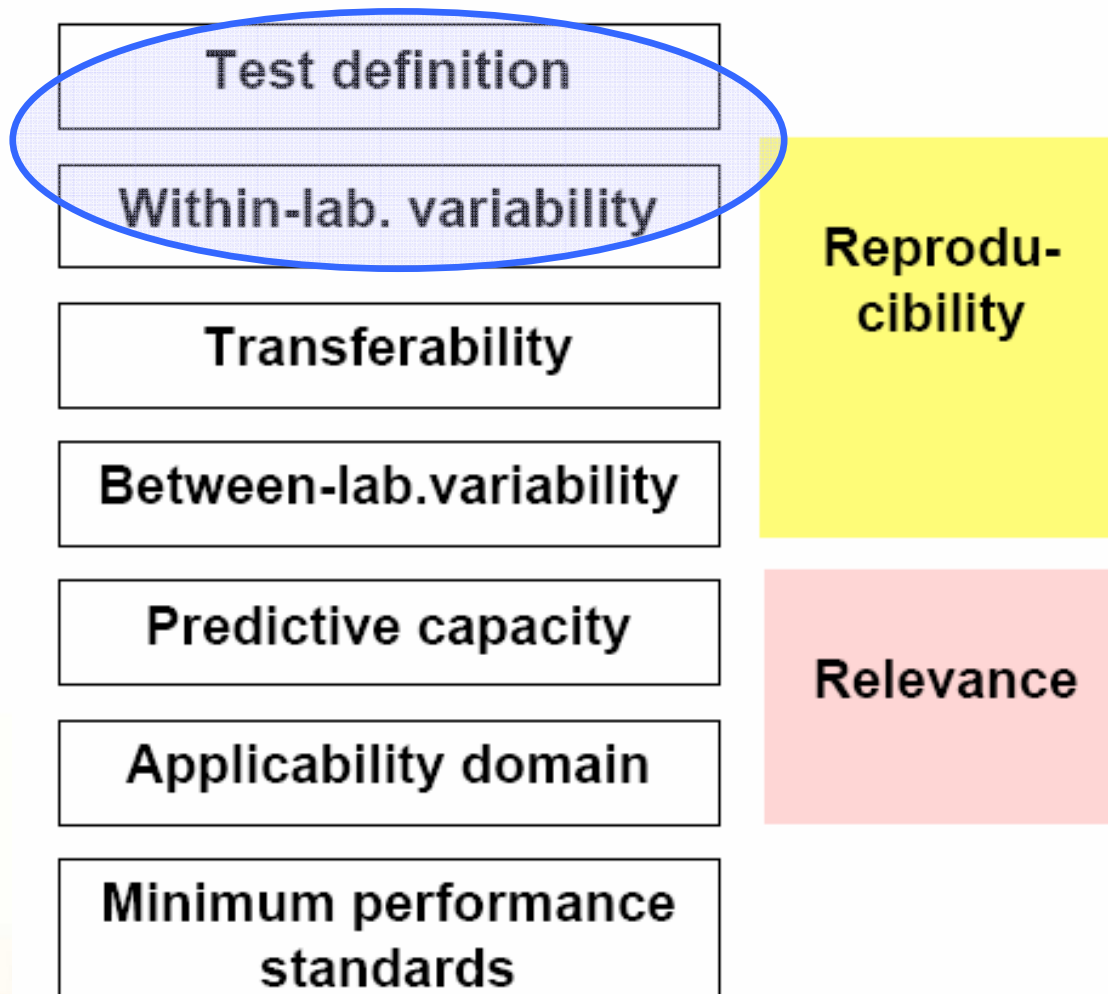 Test definition
Within-lab. variability
Transferability
Between-lab.variability
Predictive capacity
Applicability domain
Minimum performance
standards
Reprodu-
cibility
Relevance